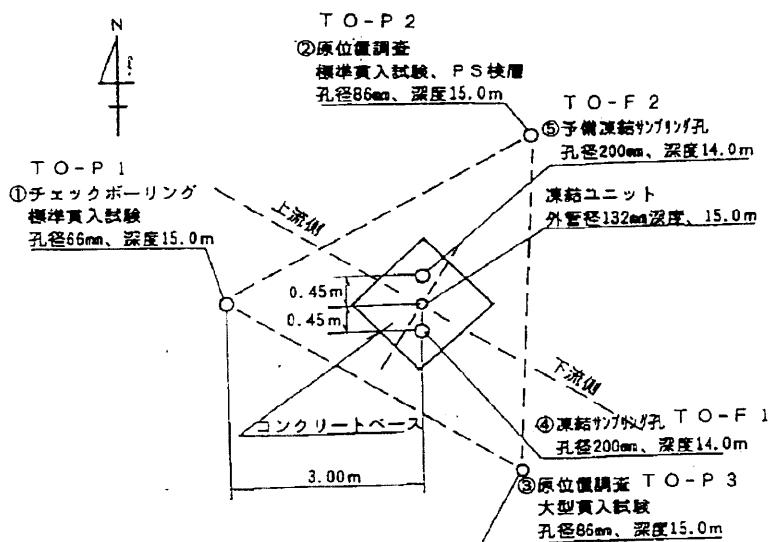 N
TO-P2
②原位置調査
標準貫入試験、PS検層
孔径86mm、深度15.0m
TO-F2
⑤予備凍結サンプリング孔
孔径200mm、深度14.0m
TO-P1
①チェックボーリング
標準貫入試験
孔径66mm、深度15.0m
上流側
凍結ユニット
外管径132mm深度、15.0m
0.45m
0.45m
下流側
コンクリートベース
④凍結サンプリング孔 TO-F1
孔径200mm、深度14.0m
3.00m
③原位置調査 TO-P3
大型貫入試験
孔径86mm、深度15.0m